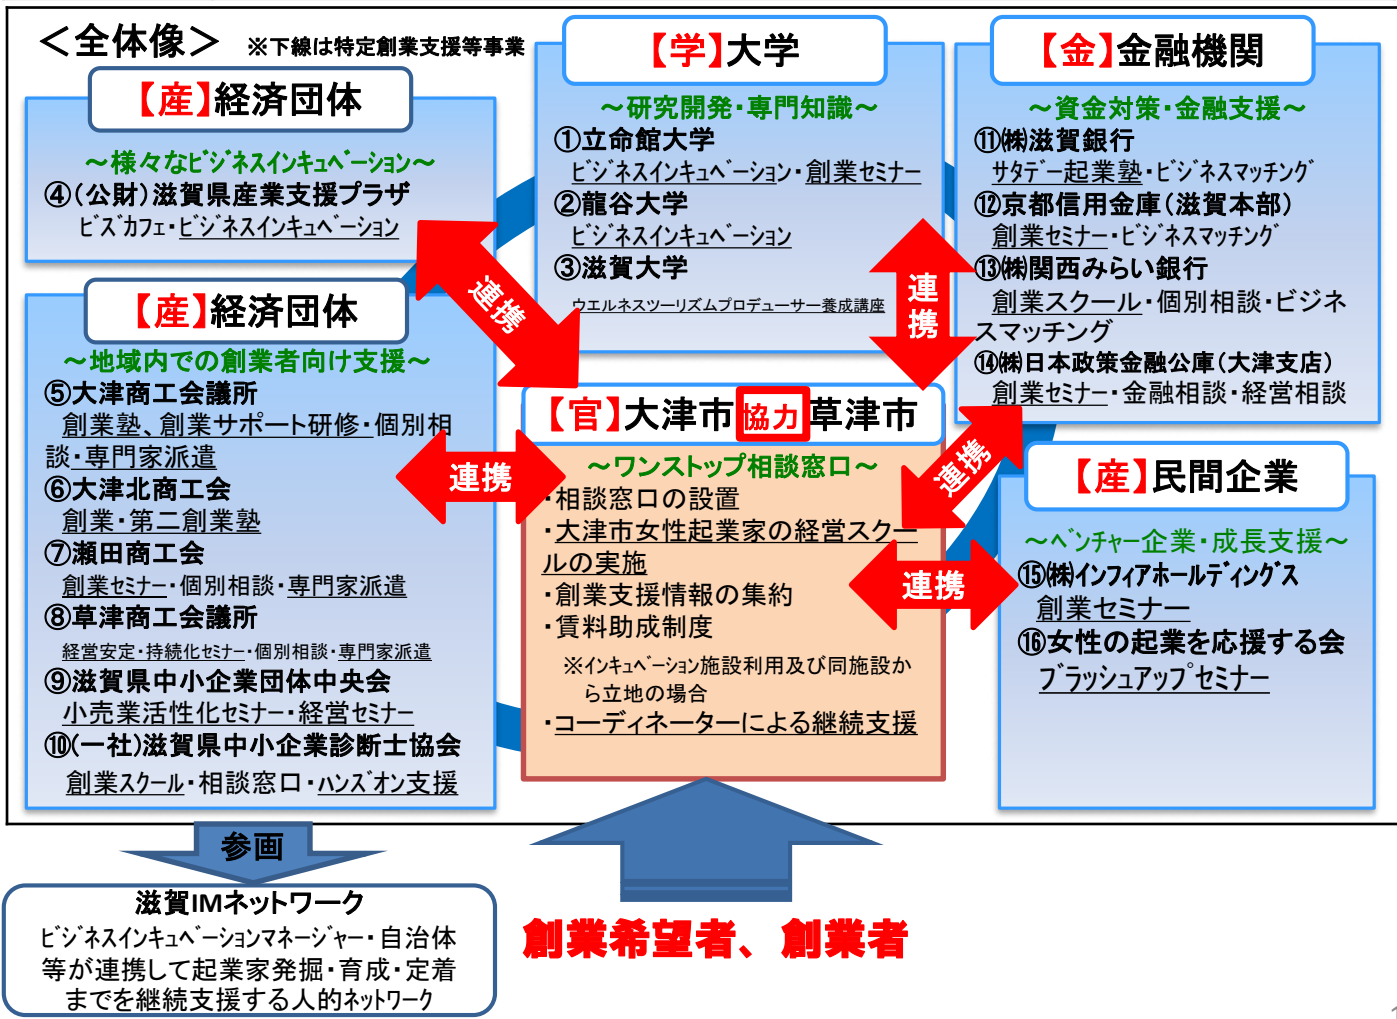 ＜全体像＞ ※下線は特定創業支援等事業
【産】経済団体
～様々なﾋﾞｼﾞﾈｽｲﾝｷｭﾍﾞｰｼｮﾝ～
④（公財）滋賀県産業支援プラザ
ﾋﾞｽﾞｶﾌｪ・ﾋﾞｼﾞﾈｽｲﾝｷｭﾍﾞｰｼｮﾝ
【産】経済団体
～地域内での創業者向け支援～
⑤大津商工会議所
創業塾、創業サポート研修・個別相
談・専門家派遣
⑥大津北商工会
創業・第二創業塾
⑦瀬田商工会
創業ｾﾐﾅｰ・個別相談・専門家派遣
⑧草津商工会議所
経営安定・持続化ｾﾐﾅｰ・個別相談・専門家派遣
⑨滋賀県中小企業団体中央会
小売業活性化ｾﾐﾅｰ・経営ｾﾐﾅｰ
⑩(一社)滋賀県中小企業診断士協会
創業ｽｸｰﾙ・相談窓口・ﾊﾝｽﾞｵﾝ支援
【学】大学
～研究開発・専門知識～
①立命館大学
ﾋﾞｼﾞﾈｽｲﾝｷｭﾍﾞｰｼｮﾝ・創業ｾﾐﾅｰ
②龍谷大学
ﾋﾞｼﾞﾈｽｲﾝｷｭﾍﾞｰｼｮﾝ
③滋賀大学
ウエルネスツーリズムプロデューサー養成講座
【金】金融機関
～資金対策・金融支援～
⑪㈱滋賀銀行
ｻﾀﾃﾞｰ起業塾・ﾋﾞｼﾞﾈｽﾏｯﾁﾝｸﾞ
⑫京都信用金庫（滋賀本部）
創業ｾﾐﾅｰ・ﾋﾞｼﾞﾈｽﾏｯﾁﾝｸﾞ
⑬㈱関西みらい銀行
創業スクール・個別相談・ビジネ
スマッチング
⑭㈱日本政策金融公庫（大津支店）
創業ｾﾐﾅｰ・金融相談・経営相談
連携
連携
連携
連携
連携
【官】大津市 協力 草津市
～ワンストップ相談窓口～
・相談窓口の設置
・大津市女性起業家の経営スクー
ルの実施
・創業支援情報の集約
・賃料助成制度
※ｲﾝｷｭﾍﾞｰｼｮﾝ施設利用及び同施設か
ら立地の場合
・コーディネーターによる継続支援
【産】民間企業
～ﾍﾞﾝﾁｬｰ企業・成長支援～
⑮㈱ｲﾝﾌｨｱﾎｰﾙﾃﾞｨﾝｸﾞｽ
創業セミナー
⑯女性の起業を応援する会
ﾌﾞﾗｯｼｭｱｯﾌﾟｾﾐﾅｰ
参画
滋賀IMネットワーク
ﾋﾞｼﾞﾈｽｲﾝｷｭﾍﾞｰｼｮﾝﾏﾈｰｼﾞｬｰ・自治体
等が連携して起業家発掘・育成・定着
までを継続支援する人的ﾈｯﾄﾜｰｸ
創業希望者、創業者